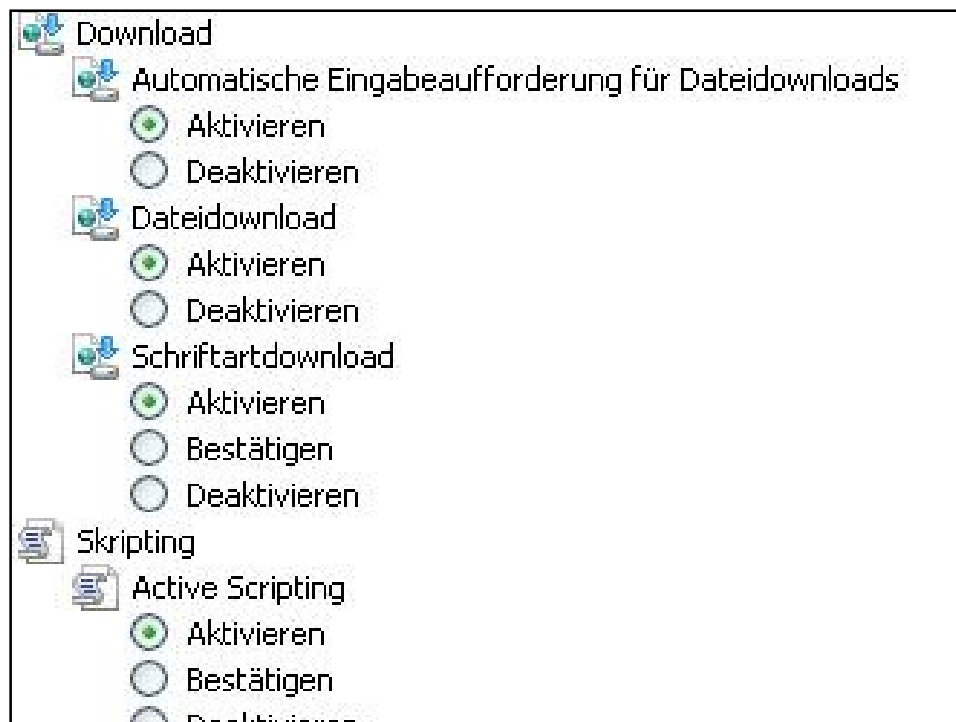 Download
Automatische Eingabeaufforderung für Dateidownloads
Aktivieren
Deaktivieren
Dateidownload
Aktivieren
Deaktivieren
Schriftartdownload
Aktivieren
Bestätigen
Deaktivieren
Skripting
Active Scripting
Aktivieren
Bestätigen
Deaktivieren